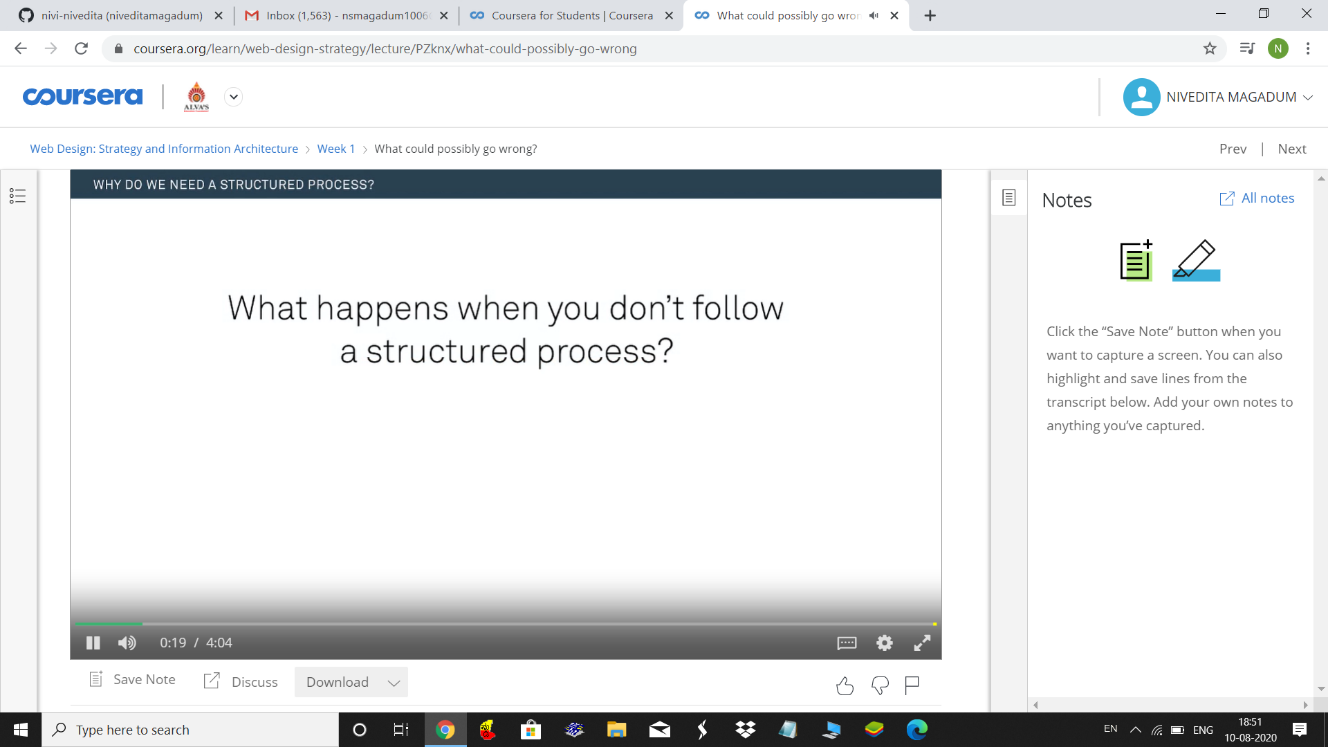 nivi-nivedita (niveditamagadum)
Inbox (1,563) - nsmagadum1006
Coursera for Students | Coursera
What could possibly go wron
coursera.org/learn/web-design-strategy/lecture/PZknx/what-could-possibly-go-wrong
N
coursera
ALVA'S
NIVEDITA MAGADUM
Web Design: Strategy and Information Architecture > Week 1 > What could possibly go wrong?
Prev | Next
WHY DO WE NEED A STRUCTURED PROCESS?
What happens when you don't follow
a structured process?
0:19 / 4:04
Save Note
Discuss
Download
Notes
All notes
Click the “Save Note” button when you
want to capture a screen. You can also
highlight and save lines from the
transcript below. Add your own notes to
anything you’ve captured.
Type here to search
EN
ENG
18:51
10-08-2020